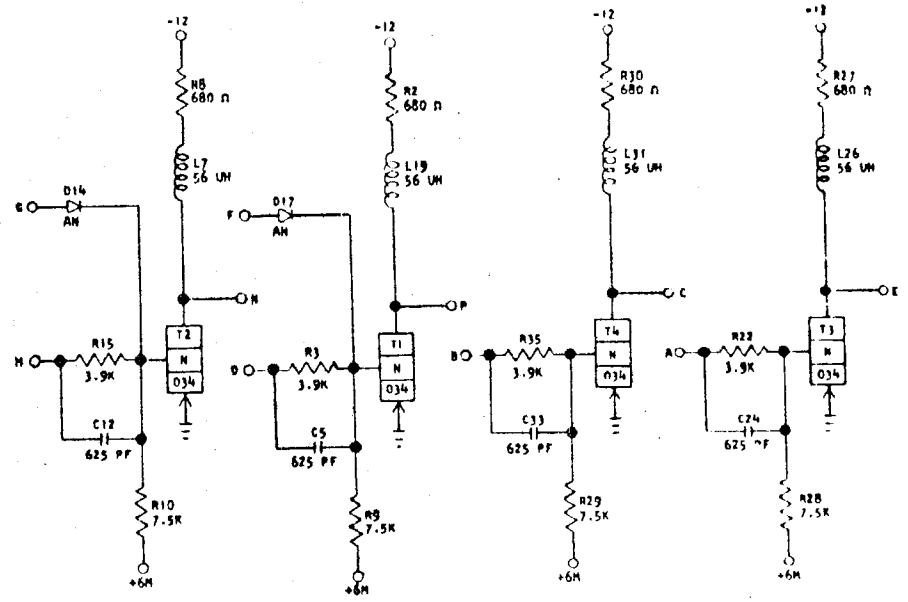 -12
R8
680 Ω
L7
56 UH
D14
G
AN
N
T2
N
034
R15
H
3.9K
C12
625 PF
R10
7.5K
+6M
-12
R2
680 Ω
L19
56 UH
D17
F
AN
P
T1
N
034
R3
D
3.9K
C5
625 PF
7.5K
+6M
-12
R30
680 Ω
L31
56 UH
C
T4
N
034
R35
B
3.9K
C33
625 PF
R29
7.5K
+6M
-12
R27
680 Ω
L26
56 UH
E
T3
N
034
R22
A
3.9K
C24
625 PF
R28
7.5K
+6M